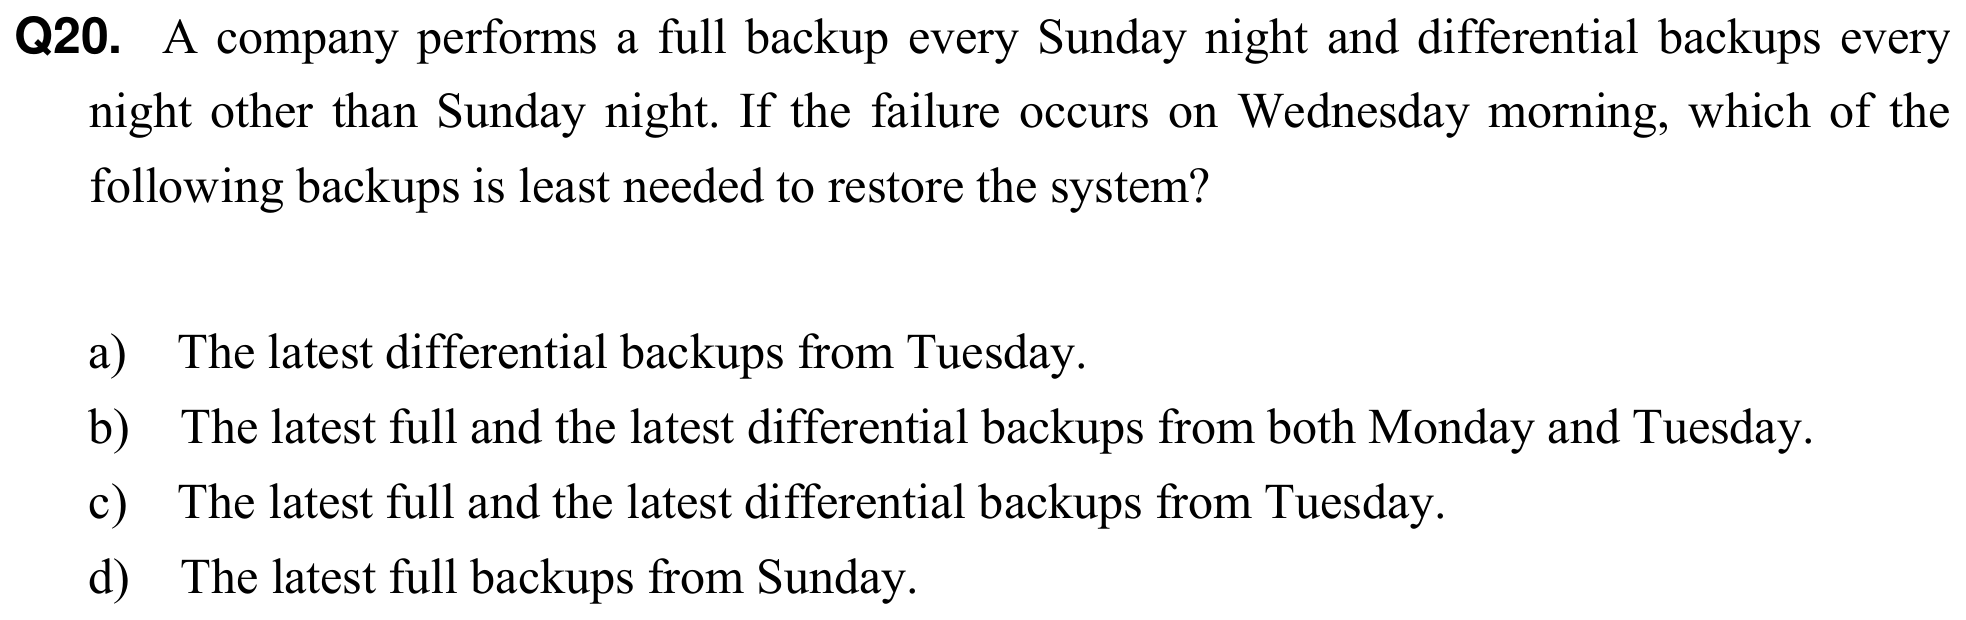 Q20. A company performs a full backup every Sunday night and differential backups every
night other than Sunday night. If the failure occurs on Wednesday morning, which of the
following backups is least needed to restore the system?
a) The latest differential backups from Tuesday.
b) The latest full and the latest differential backups from both Monday and Tuesday.
c) The latest full and the latest differential backups from Tuesday.
d) The latest full backups from Sunday.